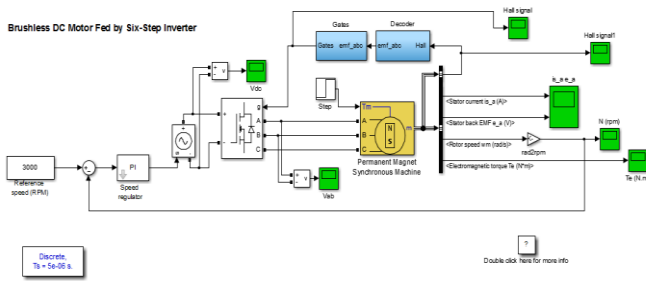 Brushless DC Motor Fed by Six-Step Inverter
Hall signal
Gates
Decoder
Gates emf_abc
emf_abc Hall
Hall signal1
+ v -
Vdc
is_a e_a
Step
g
Tm
<Stator current is_a (A)>
+
A
A
N
S
m
<Stator back EMF e_a (V)>
N (rpm)
B
B
<Rotor speed wm (rad/s)>
-
C
C
rad2rpm
3000
PI
Permanent Magnet
Synchronous Machine
<Electromagnetic torque Te (N*m)>
Reference
speed (RPM)
Speed
regulator
+ v -
Vab
Te (N.m
Discrete,
Ts = 5e-06 s.
?
Double click here for more info